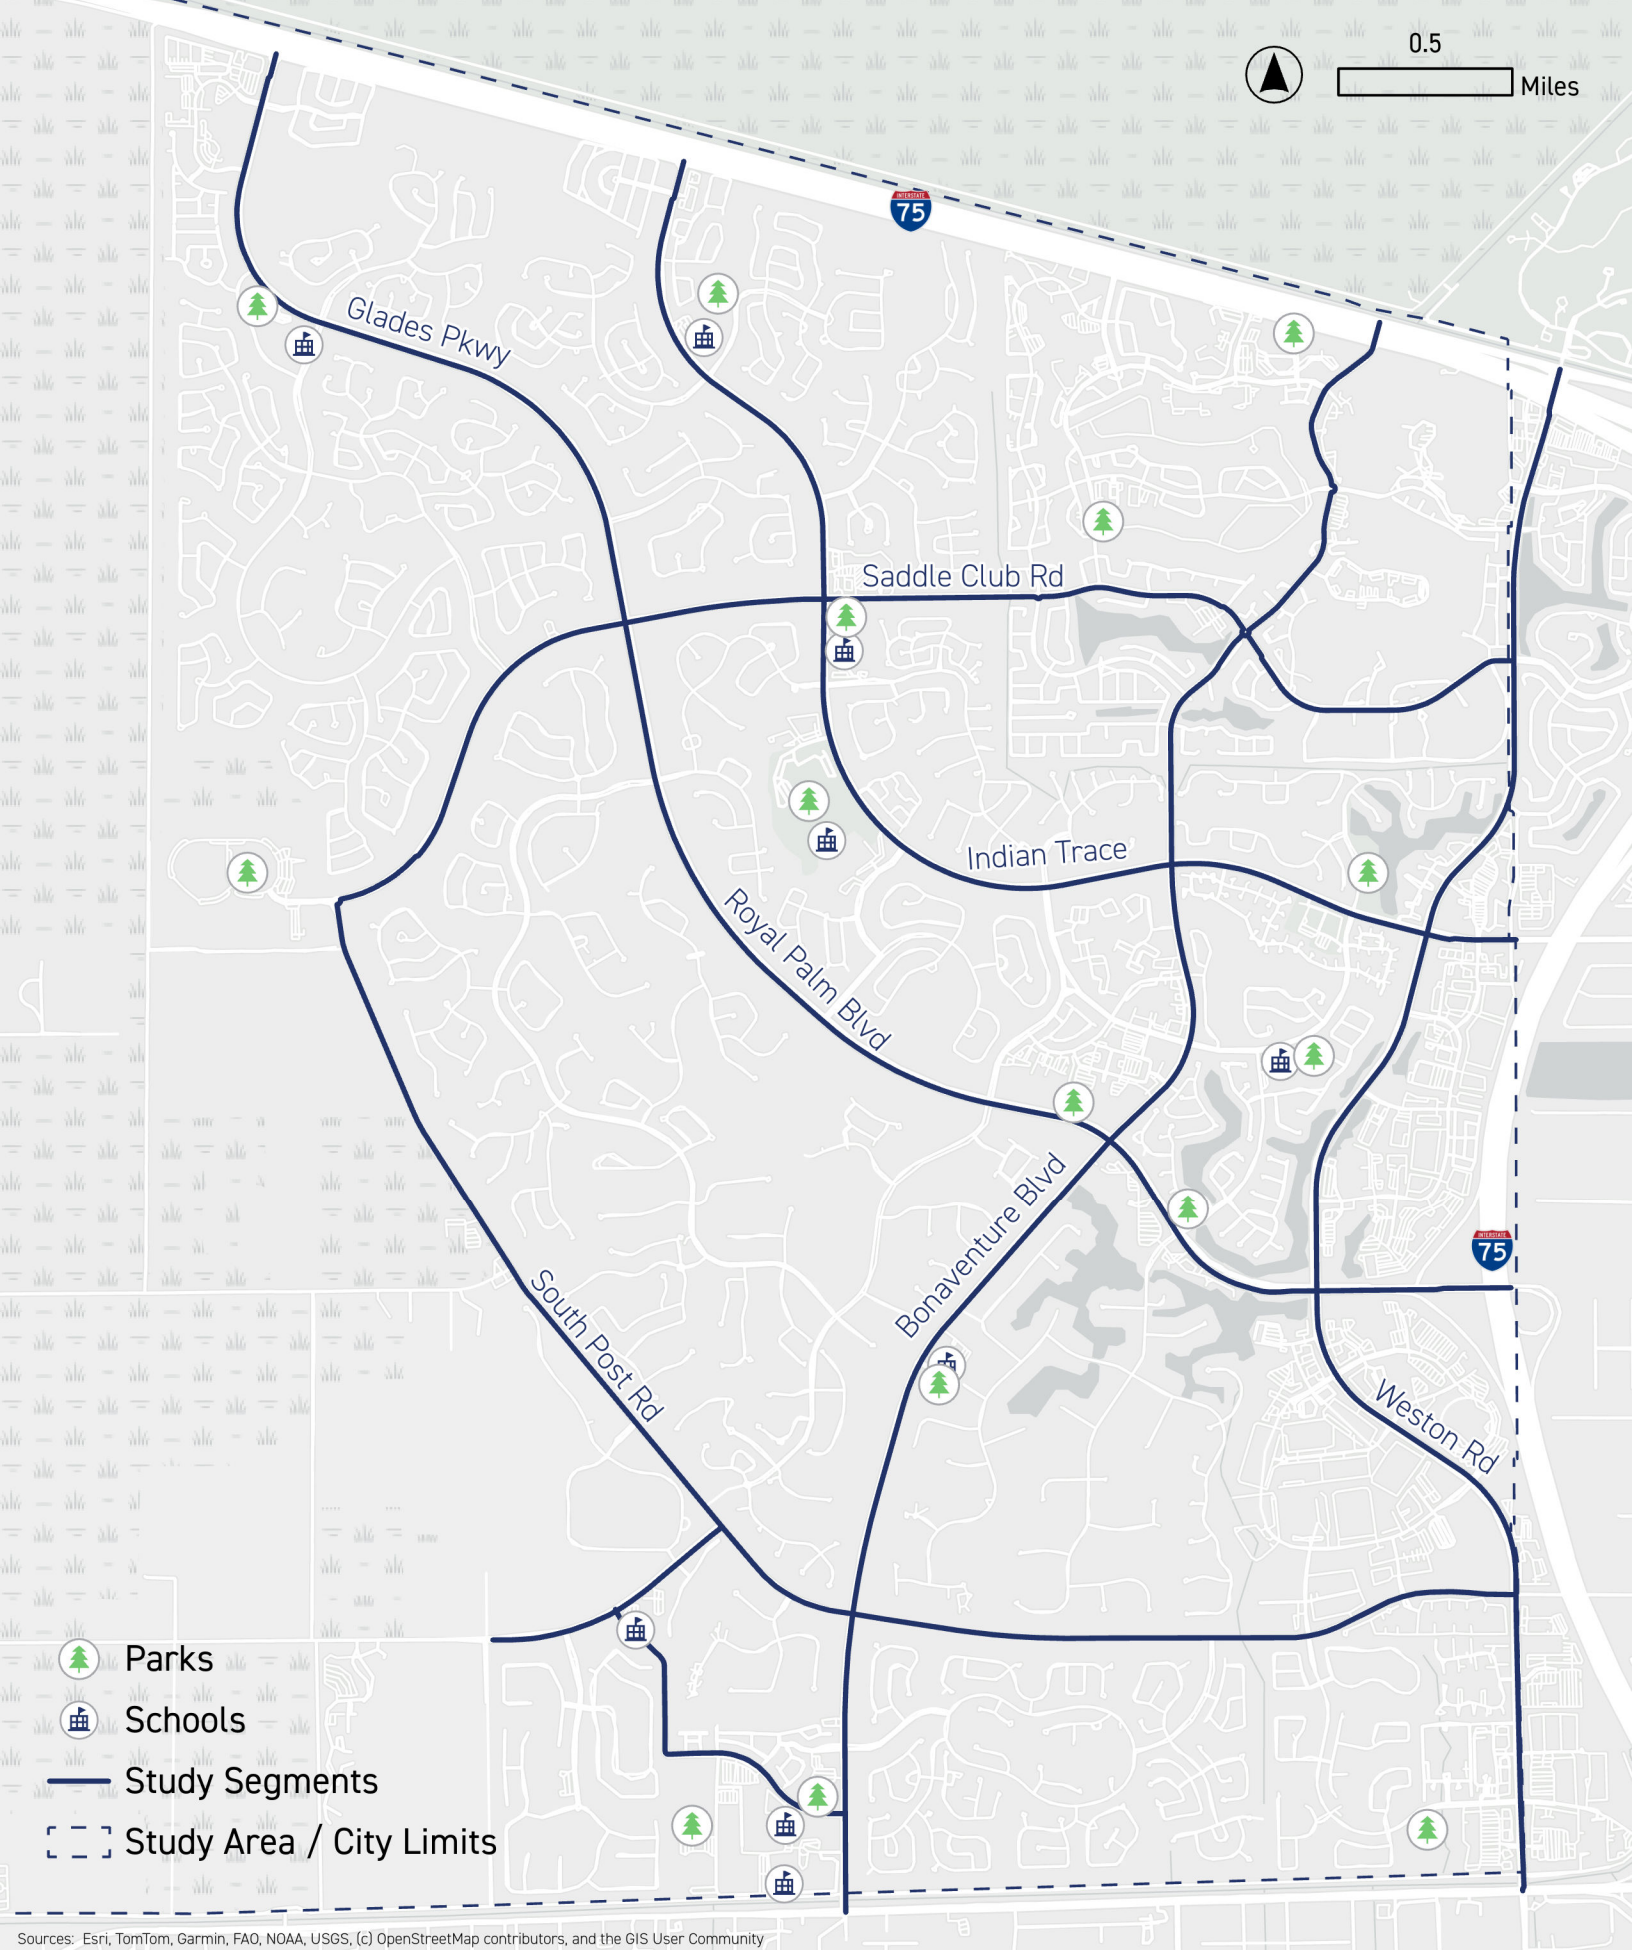 0.5
Miles
INTERSTATE
75
Glades Pkwy
Saddle Club Rd
Indian Trace
Royal Palm Blvd
Bonaventure Blvd
INTERSTATE
75
South Post Rd
Weston Rd
Parks
Schools
Study Segments
Study Area / City Limits
Sources: Esri, TomTom, Garmin, FAO, NOAA, USGS, (c) OpenStreetMap contributors, and the GIS User Community